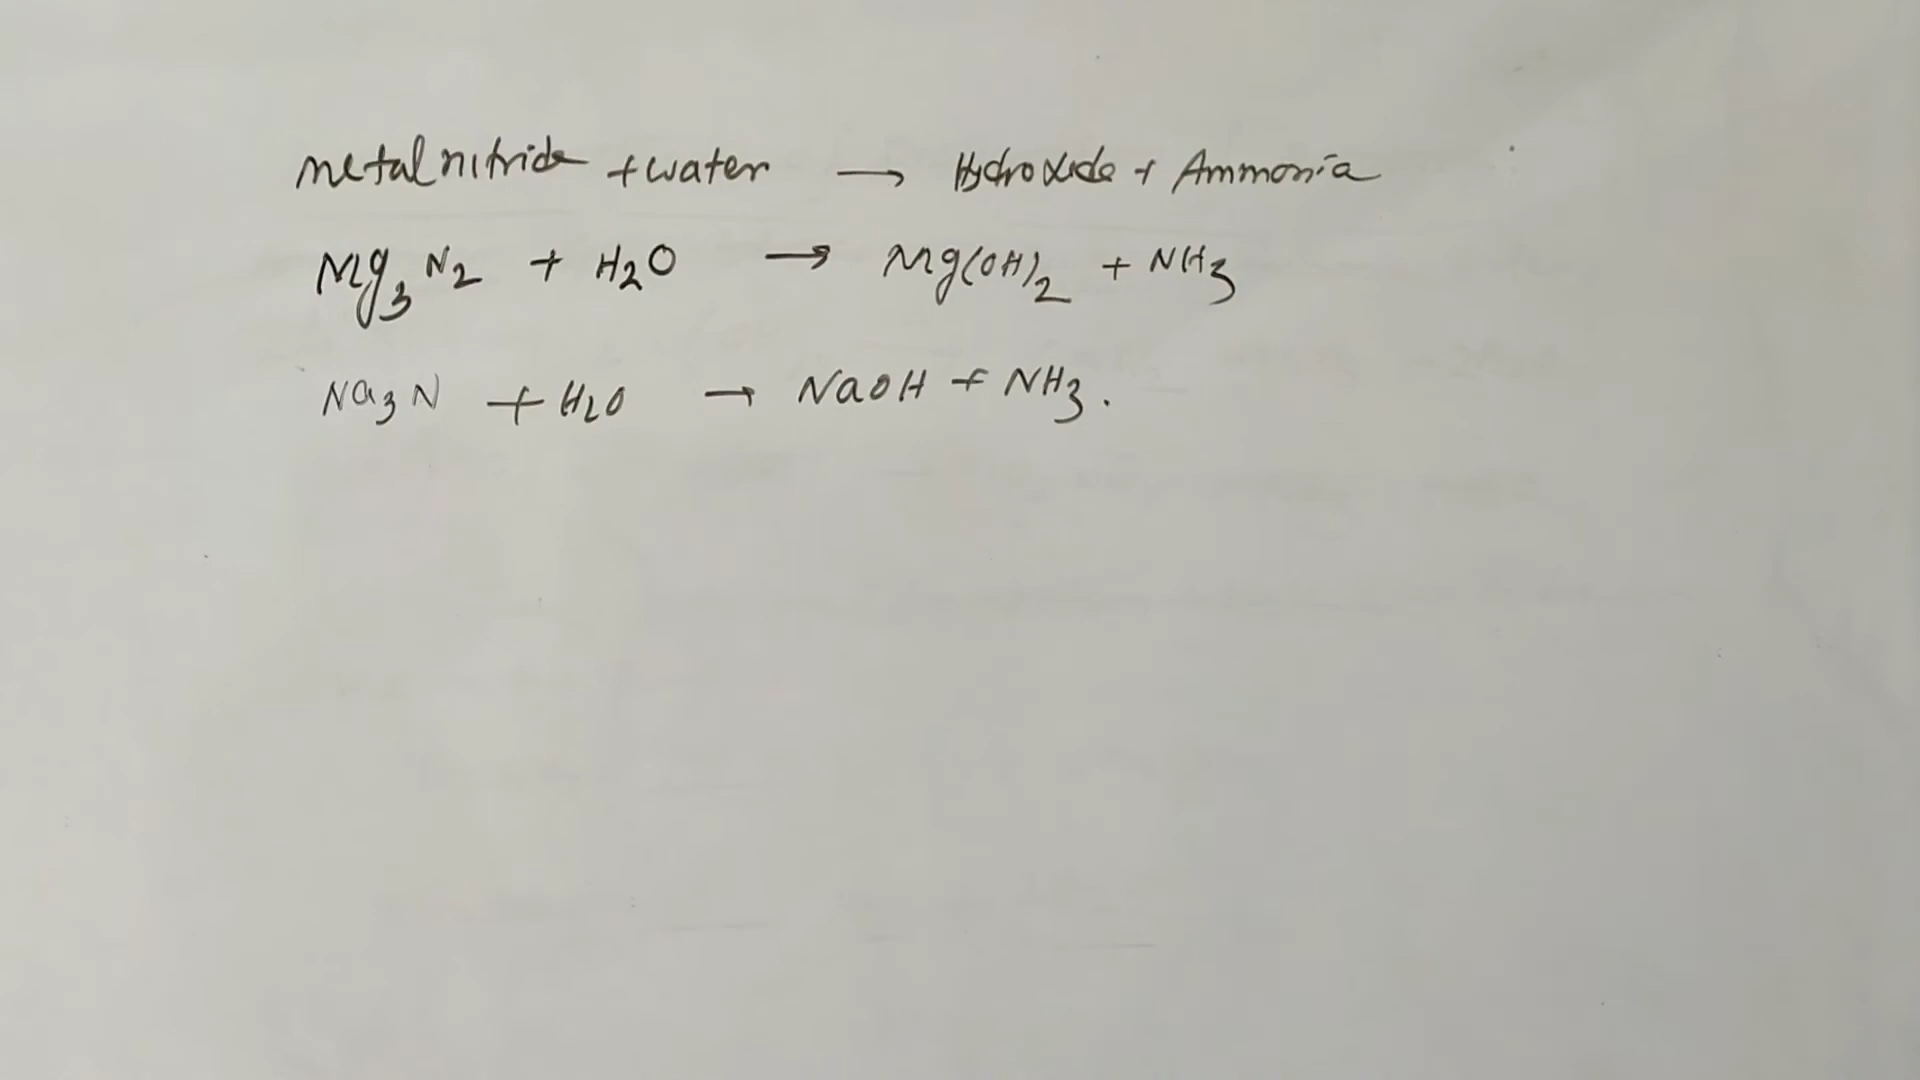 metal nitride + water → Hydroxide + Ammonia
Mg3N2 + H2O → Mg(OH)2 + NH3
Na3N + H2O → NaOH + NH3.